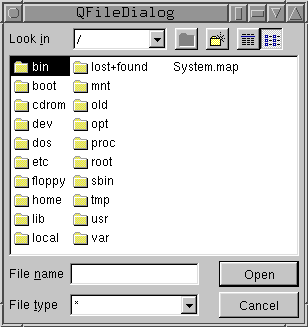 QFileDialog
Look in / 
bin lost+found System.map
boot mnt
cdrom old
dev opt
dos proc
etc root
floppy sbin
home tmp
lib usr
local var
File name Open
File type * Cancel